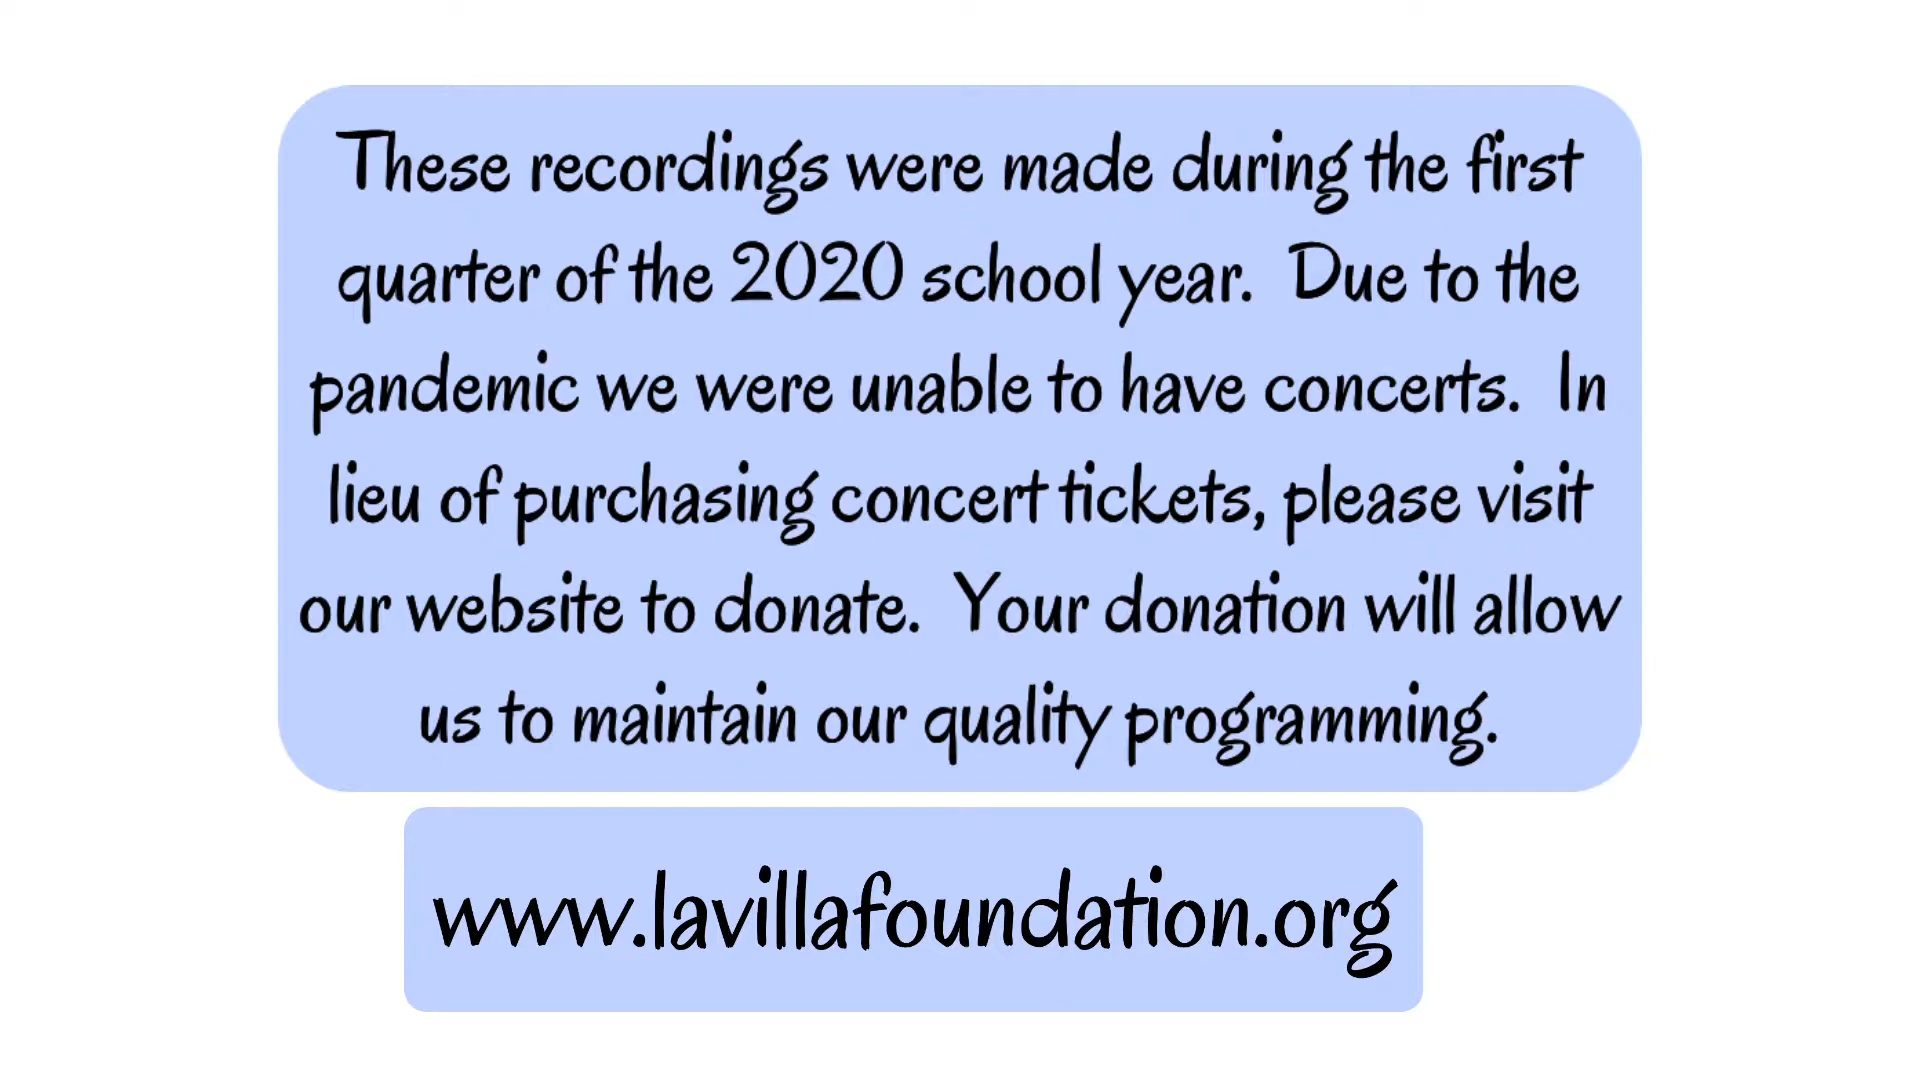 These recordings were made during the first
quarter of the 2020 school year.  Due to the
pandemic we were unable to have concerts.  In
lieu of purchasing concert tickets, please visit
our website to donate.  Your donation will allow
us to maintain our quality programming.
www.lavillafoundation.org